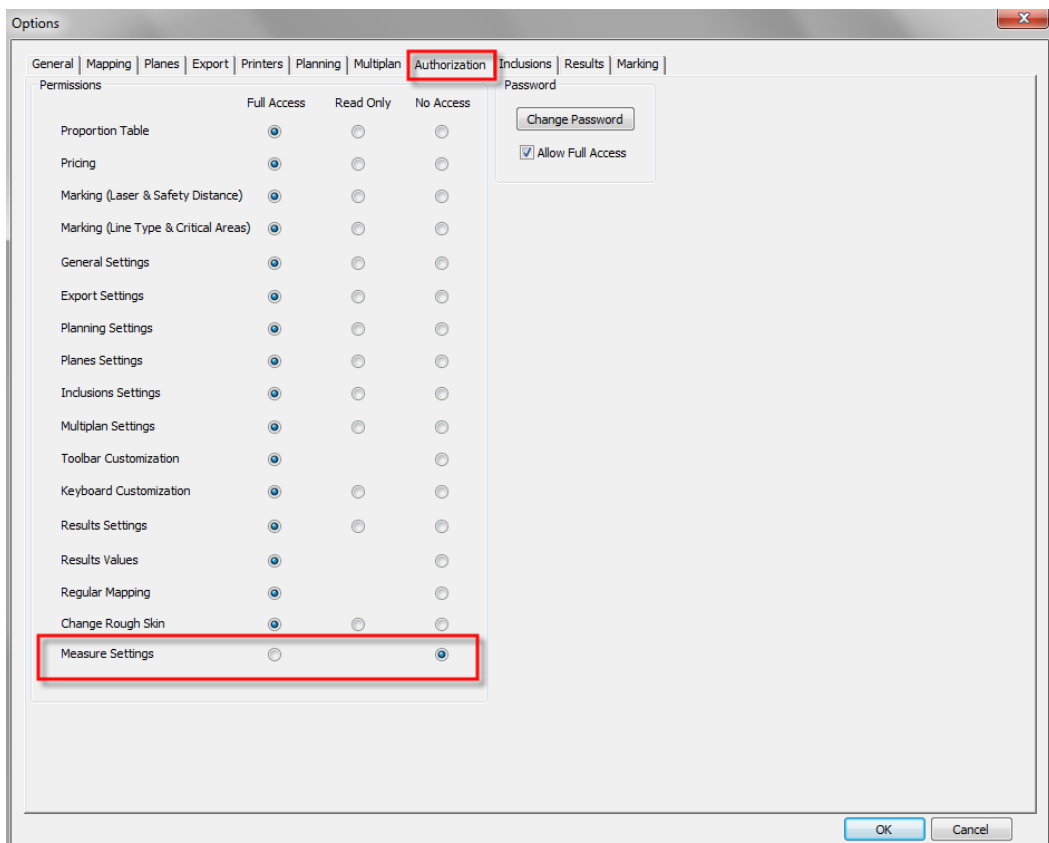 Options
General Mapping Planes Export Printers Planning Multiplan Authorization Inclusions Results Marking
Permissions
Full Access Read Only No Access
Proportion Table
Pricing
Marking (Laser & Safety Distance)
Marking (Line Type & Critical Areas)
General Settings
Export Settings
Planning Settings
Planes Settings
Inclusions Settings
Multiplan Settings
Toolbar Customization
Keyboard Customization
Results Settings
Results Values
Regular Mapping
Change Rough Skin
Measure Settings
Password
Change Password
Allow Full Access
OK Cancel